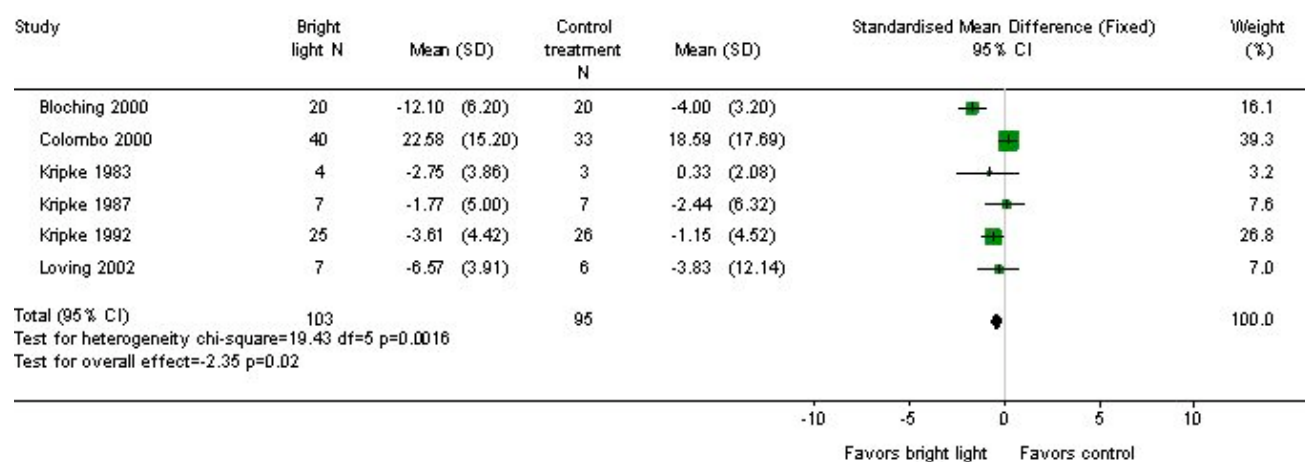 Study Bright light N Mean (SD) Control treatment N Mean (SD) Standardised Mean Difference (Fixed) 95 % CI Weight (%)
Bloching 2000 20 -12.10 (6.20) 20 -4.00 (3.20) 16.1
Colombo 2000 40 22.58 (15.20) 33 18.59 (17.69) 39.3
Kripke 1983 4 -2.75 (3.86) 3 0.33 (2.08) 3.2
Kripke 1987 7 -1.77 (5.00) 7 -2.44 (6.32) 7.6
Kripke 1992 25 -3.61 (4.42) 26 -1.15 (4.52) 26.8
Loving 2002 7 -6.57 (3.91) 6 -3.83 (12.14) 7.0
Total (95 % CI) 103 95 100.0
Test for heterogeneity chi-square=19.43 df=5 p=0.0016
Test for overall effect=-2.35 p=0.02
-10 -5 0 5 10
Favors bright light Favors control